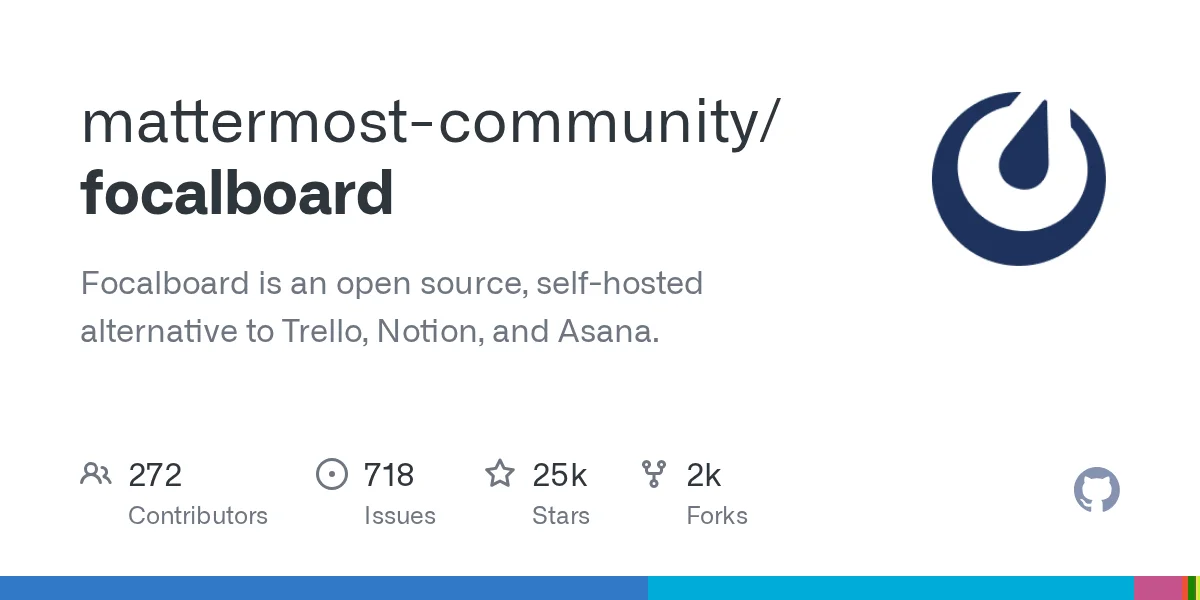 mattermost-community/
focalboard
Focalboard is an open source, self-hosted
alternative to Trello, Notion, and Asana.
272 718 25k 2k
Contributors Issues Stars Forks